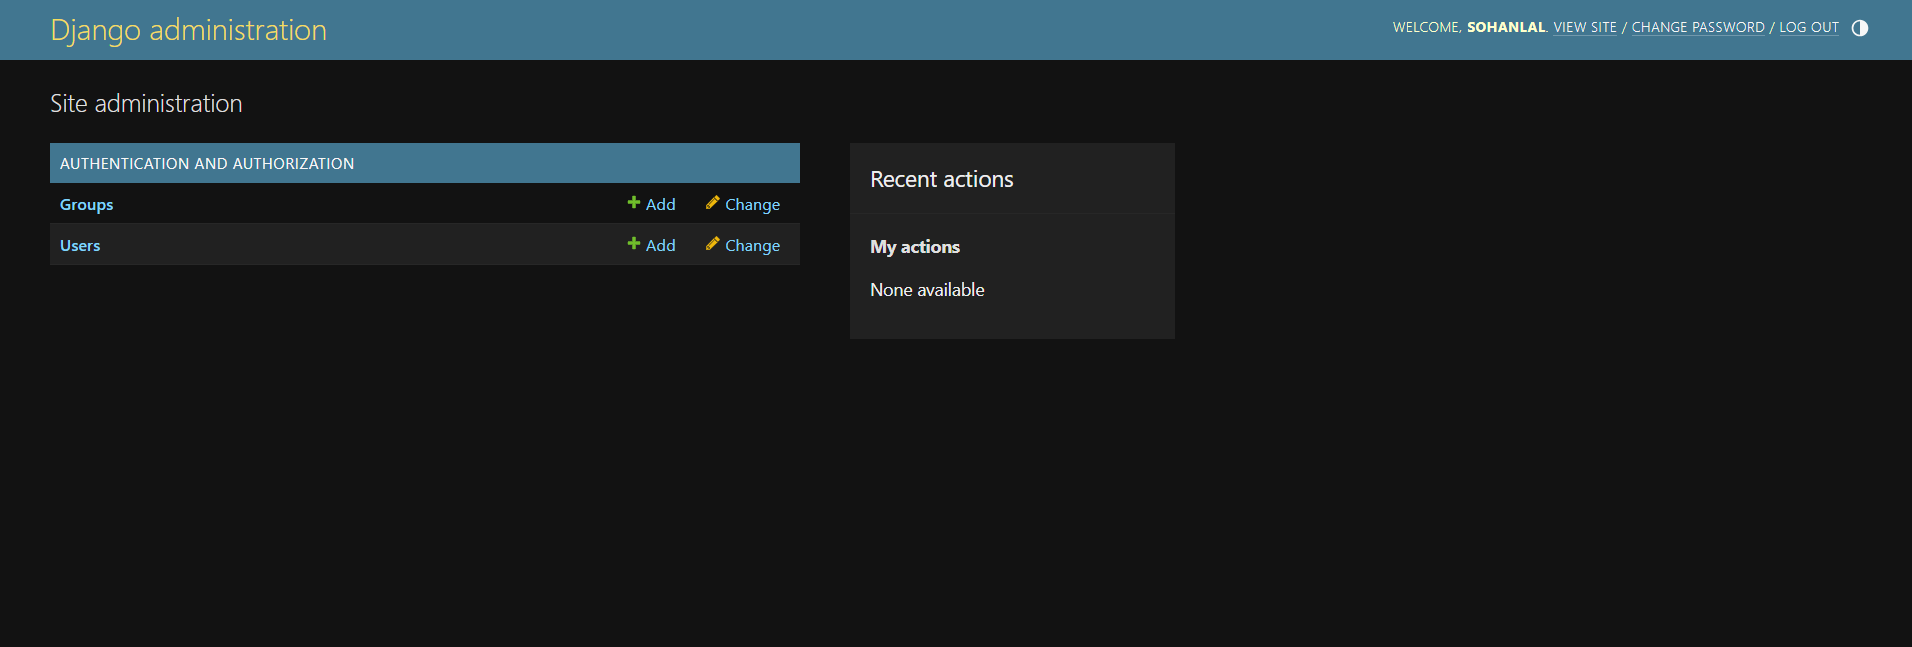 Django administration
WELCOME, SOHANLAL. VIEW SITE / CHANGE PASSWORD / LOG OUT
Site administration
AUTHENTICATION AND AUTHORIZATION
Groups Add Change
Users Add Change
Recent actions
My actions
None available